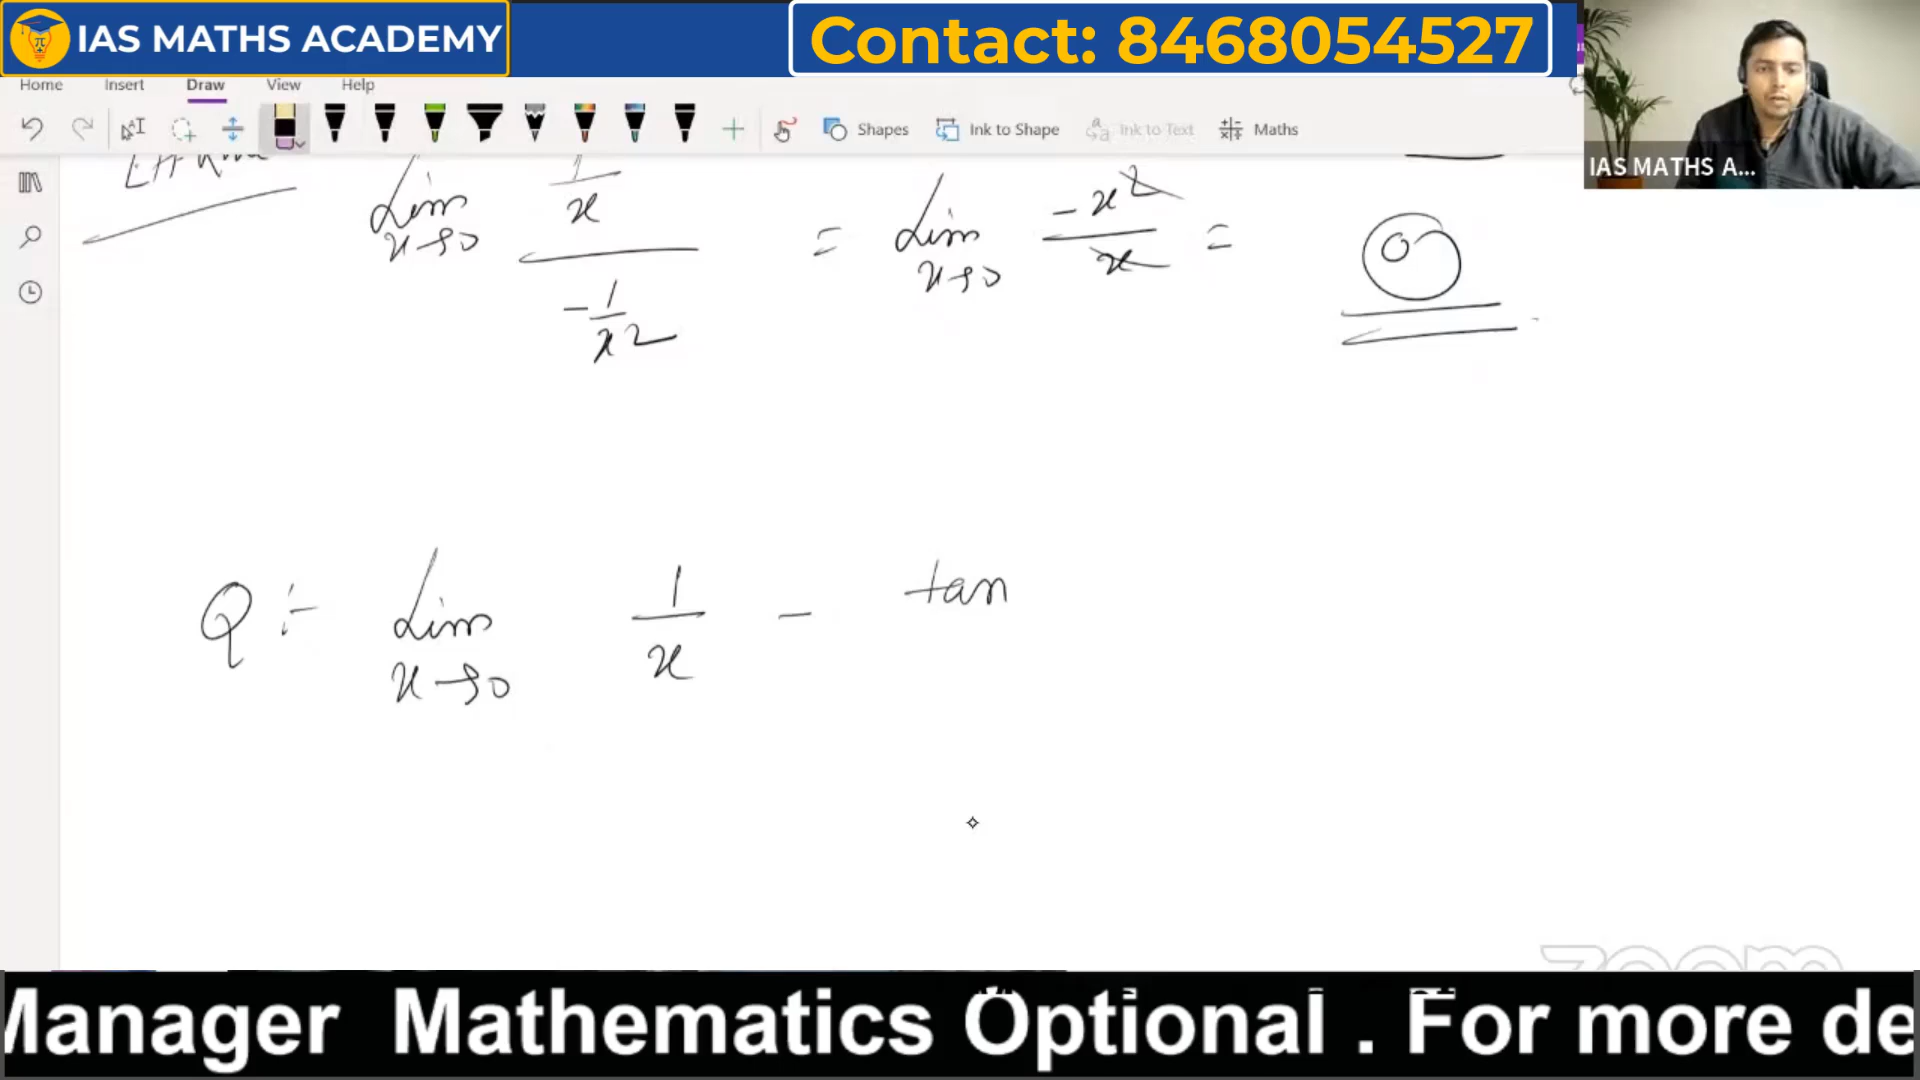 IAS MATHS ACADEMY
Contact: 8468054527
Home Insert Draw View Help
Shapes Ink to Shape Ink to Text Maths
IAS MATHS A...
Lim x→0 1/x / -1/x² = Lim x→0 -x²/x = 0
Q:- Lim x→0 1/x - tan
zoom
Manager Mathematics Optional . For more de